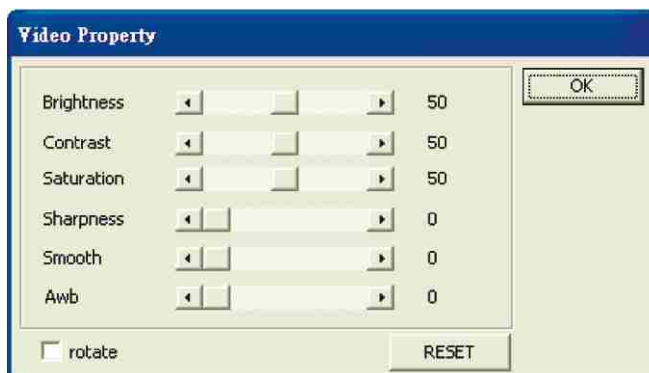 Video Property
OK
Brightness 50
Contrast 50
Saturation 50
Sharpness 0
Smooth 0
Awb 0
rotate
RESET